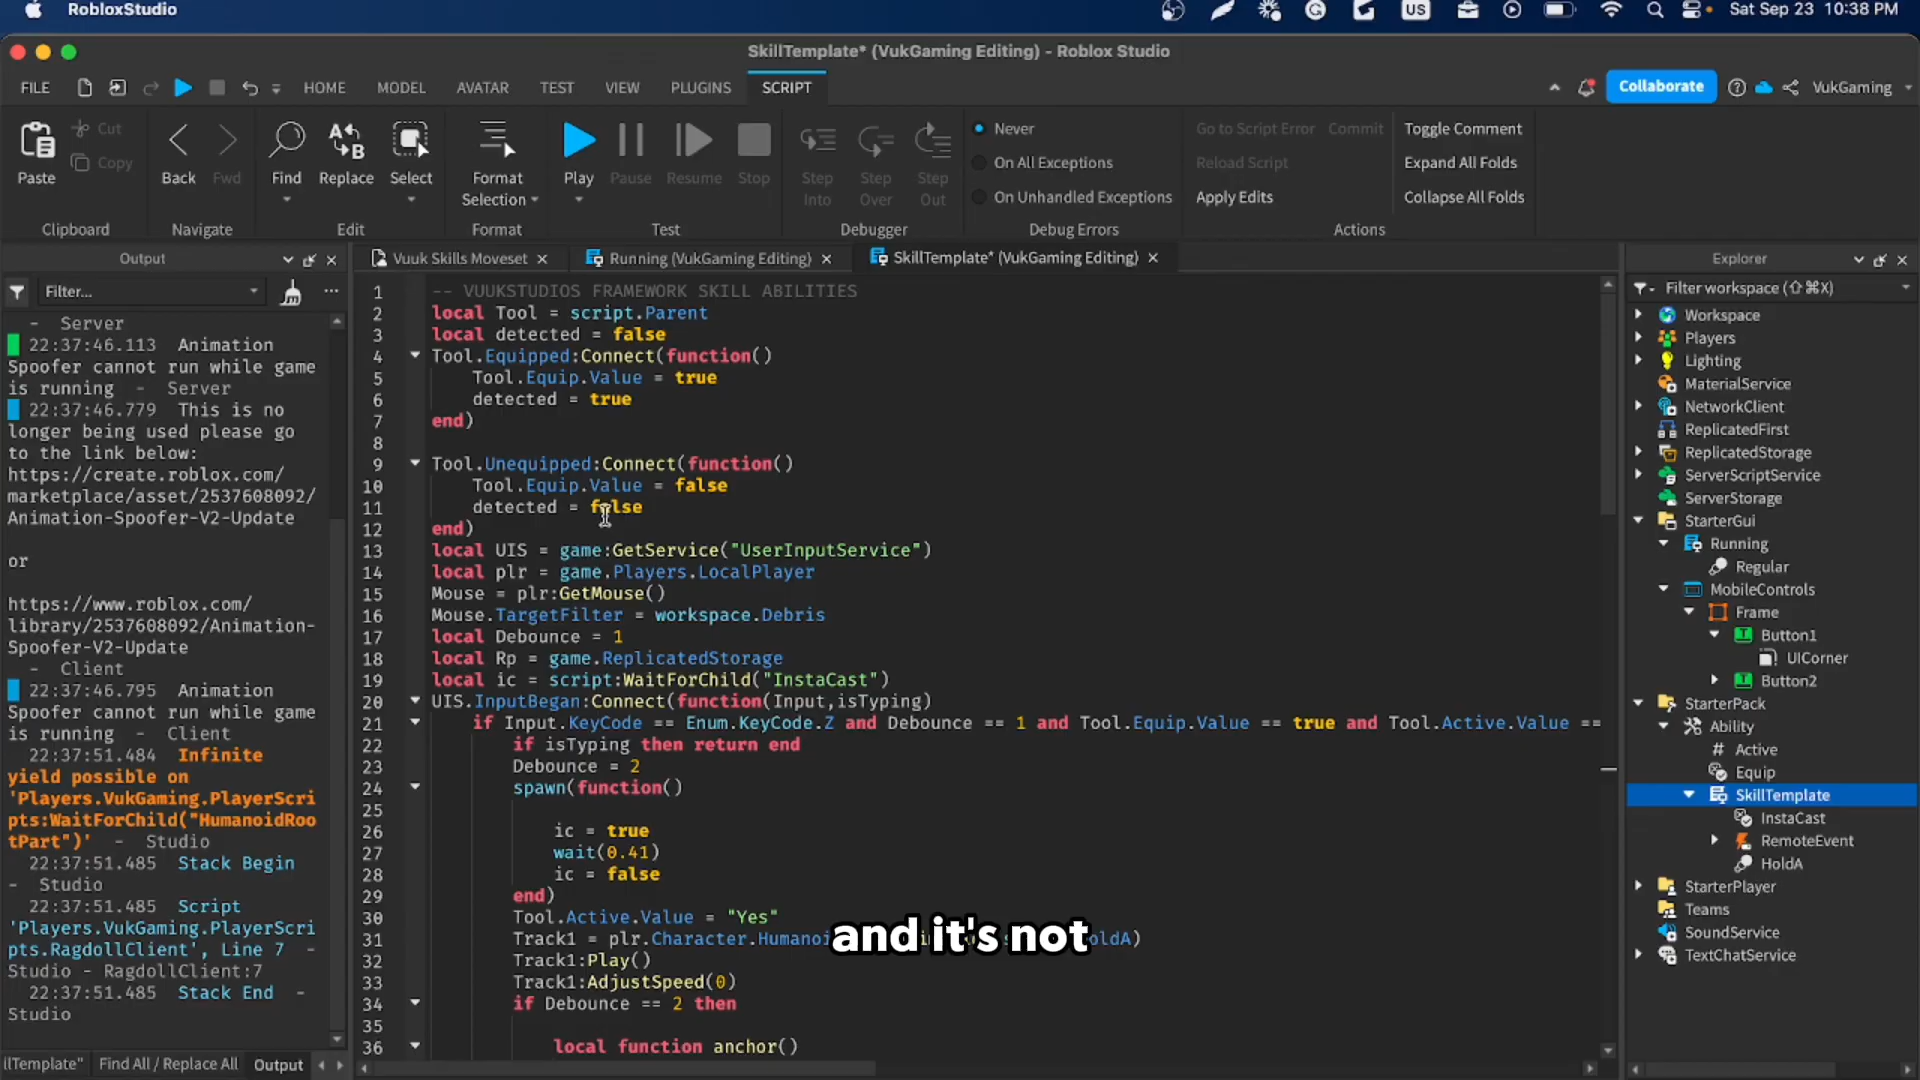 RobloxStudio
US
Sat Sep 23 10:38 PM
SkillTemplate* (VukGaming Editing) - Roblox Studio
FILE
HOME
MODEL
AVATAR
TEST
VIEW
PLUGINS
SCRIPT
Collaborate
VukGaming
Paste
Cut
Copy
Clipboard
Back
Fwd
Navigate
Find
Replace
Select
Edit
Format
Selection
Format
Play
Pause
Resume
Stop
Test
Step
Into
Step
Over
Step
Out
Debugger
Never
On All Exceptions
On Unhandled Exceptions
Debug Errors
Go to Script Error
Commit
Reload Script
Apply Edits
Toggle Comment
Expand All Folds
Collapse All Folds
Actions
Output
Filter...
- Server
22:37:46.113 Animation
Spoofer cannot run while game
is running - Server
22:37:46.779 This is no
longer being used please go
to the link below:
https://create.roblox.com/
marketplace/asset/2537608092/
Animation-Spoofer-V2-Update
or
https://www.roblox.com/
library/2537608092/Animation-
Spoofer-V2-Update
- Client
22:37:46.795 Animation
Spoofer cannot run while game
is running - Client
22:37:51.484 Infinite
yield possible on
'Players.VukGaming.PlayerScri
pts:WaitForChild("HumanoidRoo
tPart")' - Studio
22:37:51.485 Stack Begin
- Studio
22:37:51.485 Script
'Players.VukGaming.PlayerScri
pts.RagdollClient', Line 7 -
Studio - RagdollClient:7
22:37:51.485 Stack End -
Studio
llTemplate"
Find All / Replace All
Output
Vuuk Skills Moveset
Running (VukGaming Editing)
SkillTemplate* (VukGaming Editing)
1 -- VUUKSTUDIOS FRAMEWORK SKILL ABILITIES
2 local Tool = script.Parent
3 local detected = false
4 Tool.Equipped:Connect(function()
5 Tool.Equip.Value = true
6 detected = true
7 end)
8
9 Tool.Unequipped:Connect(function()
10 Tool.Equip.Value = false
11 detected = false
12 end)
13 local UIS = game:GetService("UserInputService")
14 local plr = game.Players.LocalPlayer
15 Mouse = plr:GetMouse()
16 Mouse.TargetFilter = workspace.Debris
17 local Debounce = 1
18 local Rp = game.ReplicatedStorage
19 local ic = script:WaitForChild("InstaCast")
20 UIS.InputBegan:Connect(function(Input,isTyping)
21 if Input.KeyCode == Enum.KeyCode.Z and Debounce == 1 and Tool.Equip.Value == true and Tool.Active.Value ==
22 if isTyping then return end
23 Debounce = 2
24 spawn(function()
25
26 ic = true
27 wait(0.41)
28 ic = false
29 end)
30 Tool.Active.Value = "Yes"
31 Track1 = plr.Character.Humanoi oldA)
32 Track1:Play()
33 Track1:AdjustSpeed(0)
34 if Debounce == 2 then
35
36 local function anchor()
and it's not
Explorer
Filter workspace (⇧⌘X)
Workspace
Players
Lighting
MaterialService
NetworkClient
ReplicatedFirst
ReplicatedStorage
ServerScriptService
ServerStorage
StarterGui
Running
Regular
MobileControls
Frame
Button1
UICorner
Button2
StarterPack
Ability
Active
Equip
SkillTemplate
InstaCast
RemoteEvent
HoldA
StarterPlayer
Teams
SoundService
TextChatService